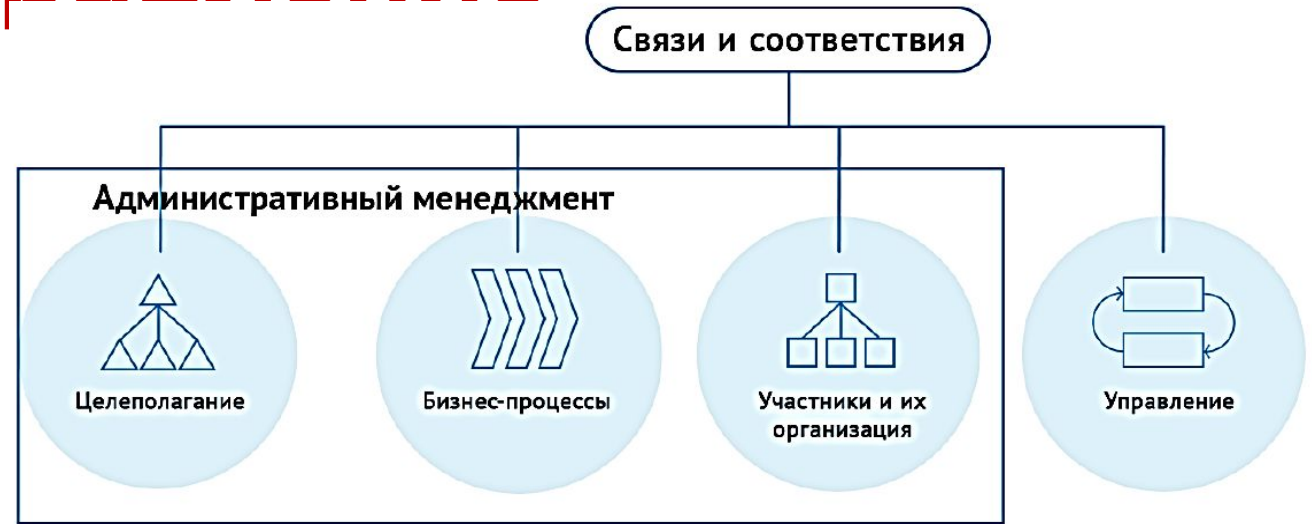 Связи и соответствия
Административный менеджмент
Целеполагание
Бизнес-процессы
Участники и их
организация
Управление